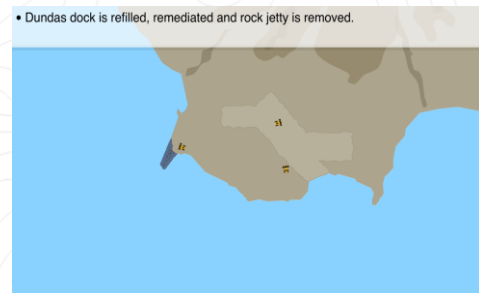 • Dundas dock is refilled, remediated and rock jetty is removed.